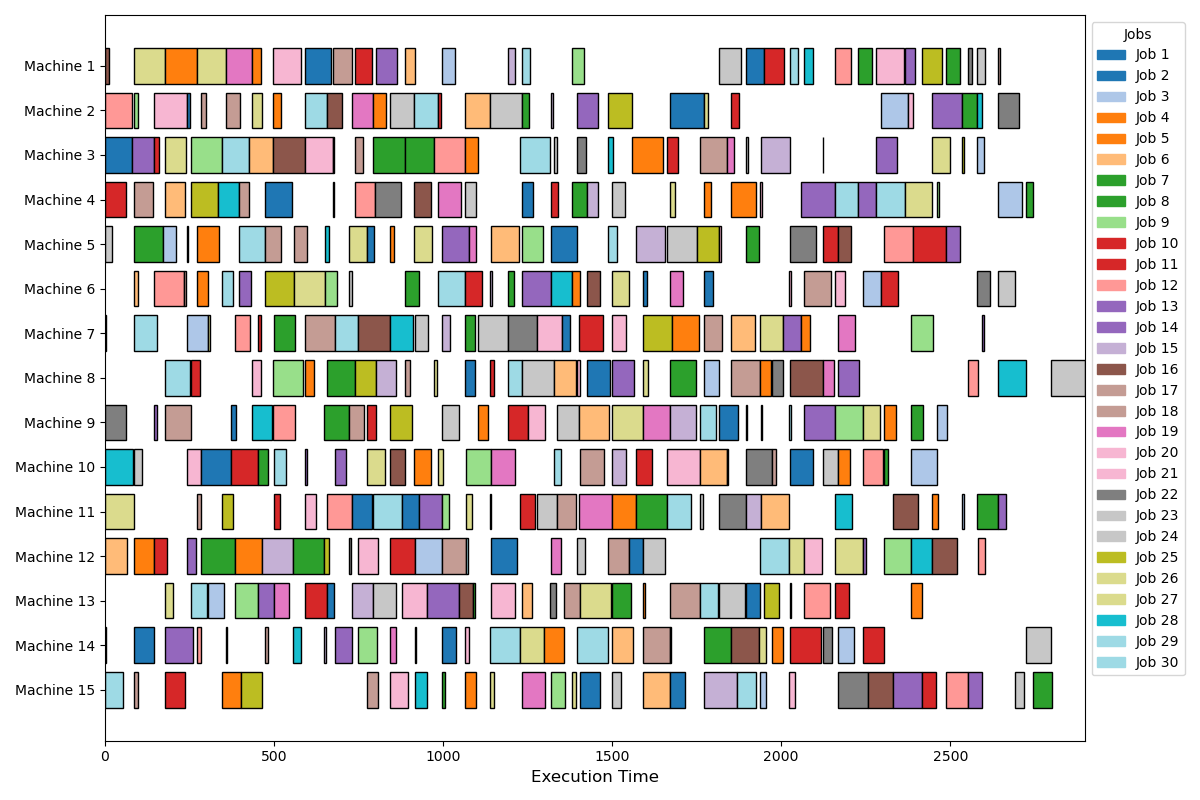 Machine 1
Machine 2
Machine 3
Machine 4
Machine 5
Machine 6
Machine 7
Machine 8
Machine 9
Machine 10
Machine 11
Machine 12
Machine 13
Machine 14
Machine 15
0 500 1000 1500 2000 2500
Execution Time
Jobs
Job 1
Job 2
Job 3
Job 4
Job 5
Job 6
Job 7
Job 8
Job 9
Job 10
Job 11
Job 12
Job 13
Job 14
Job 15
Job 16
Job 17
Job 18
Job 19
Job 20
Job 21
Job 22
Job 23
Job 24
Job 25
Job 26
Job 27
Job 28
Job 29
Job 30